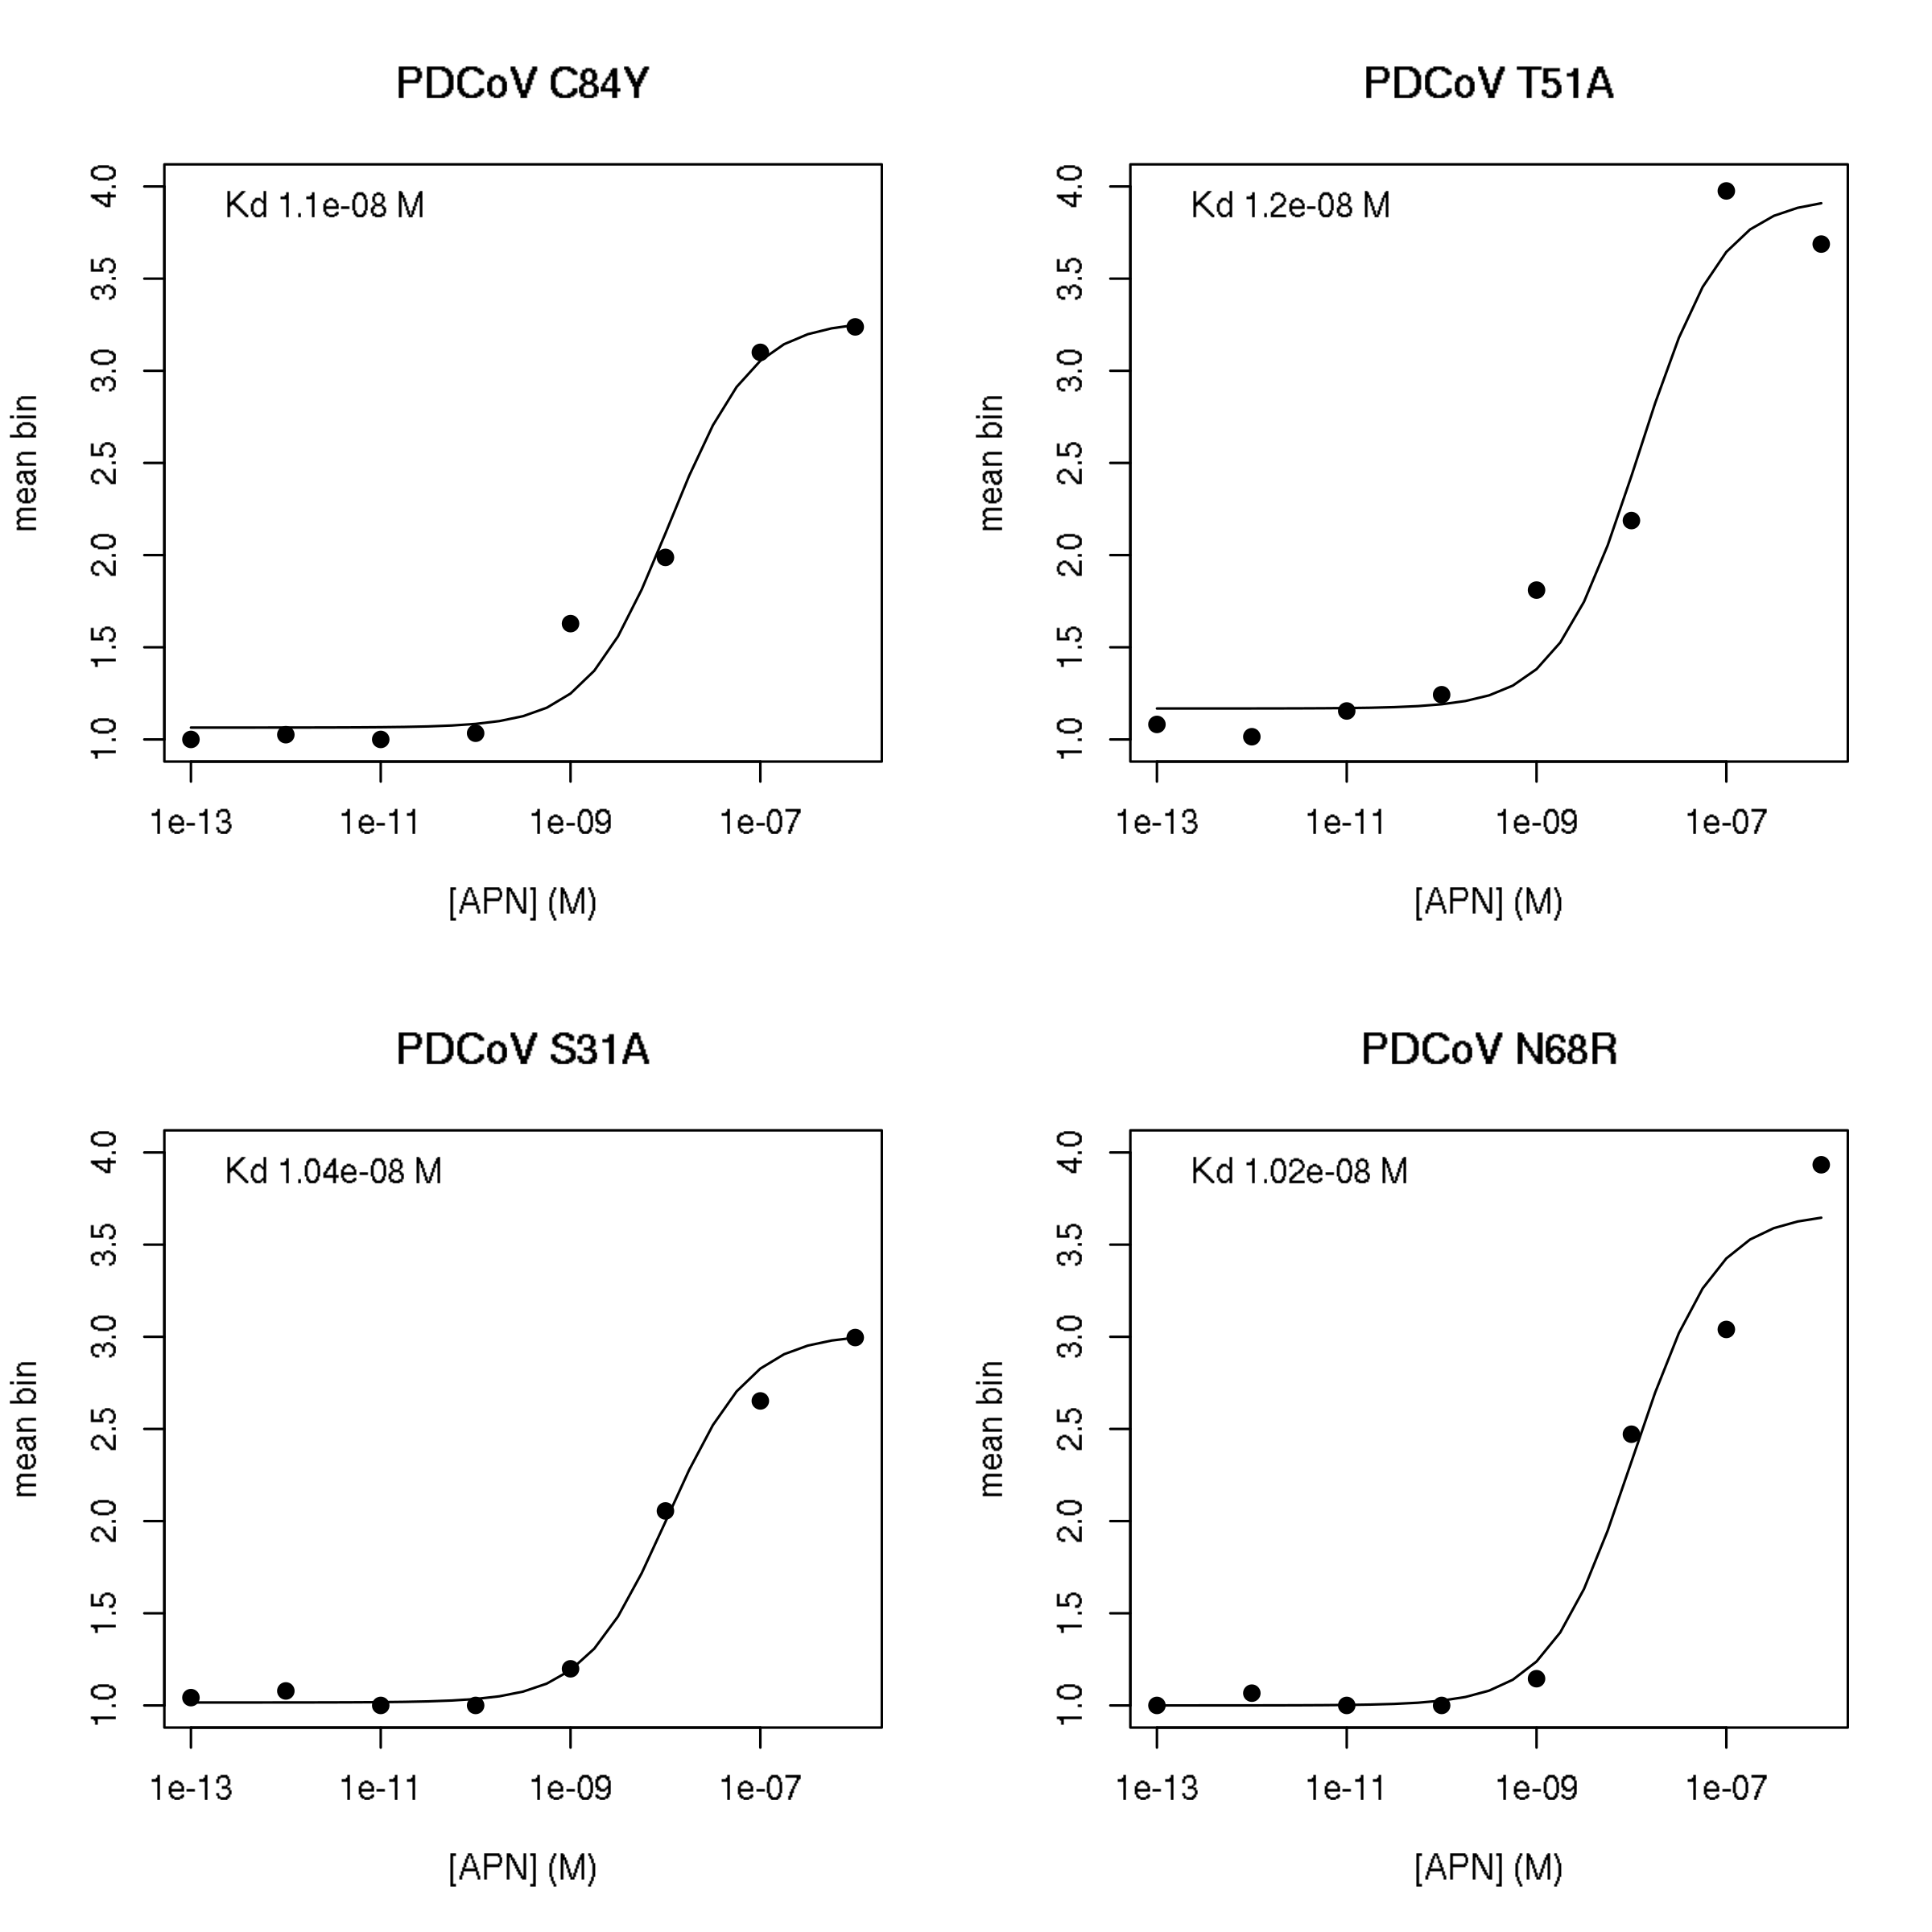 PDCoV C84Y
Kd 1.1e-08 M
mean bin
4.0
3.5
3.0
2.5
2.0
1.5
1.0
1e-13 1e-11 1e-09 1e-07
[APN] (M)
PDCoV T51A
Kd 1.2e-08 M
mean bin
4.0
3.5
3.0
2.5
2.0
1.5
1.0
1e-13 1e-11 1e-09 1e-07
[APN] (M)
PDCoV S31A
Kd 1.04e-08 M
mean bin
4.0
3.5
3.0
2.5
2.0
1.5
1.0
1e-13 1e-11 1e-09 1e-07
[APN] (M)
PDCoV N68R
Kd 1.02e-08 M
mean bin
4.0
3.5
3.0
2.5
2.0
1.5
1.0
1e-13 1e-11 1e-09 1e-07
[APN] (M)